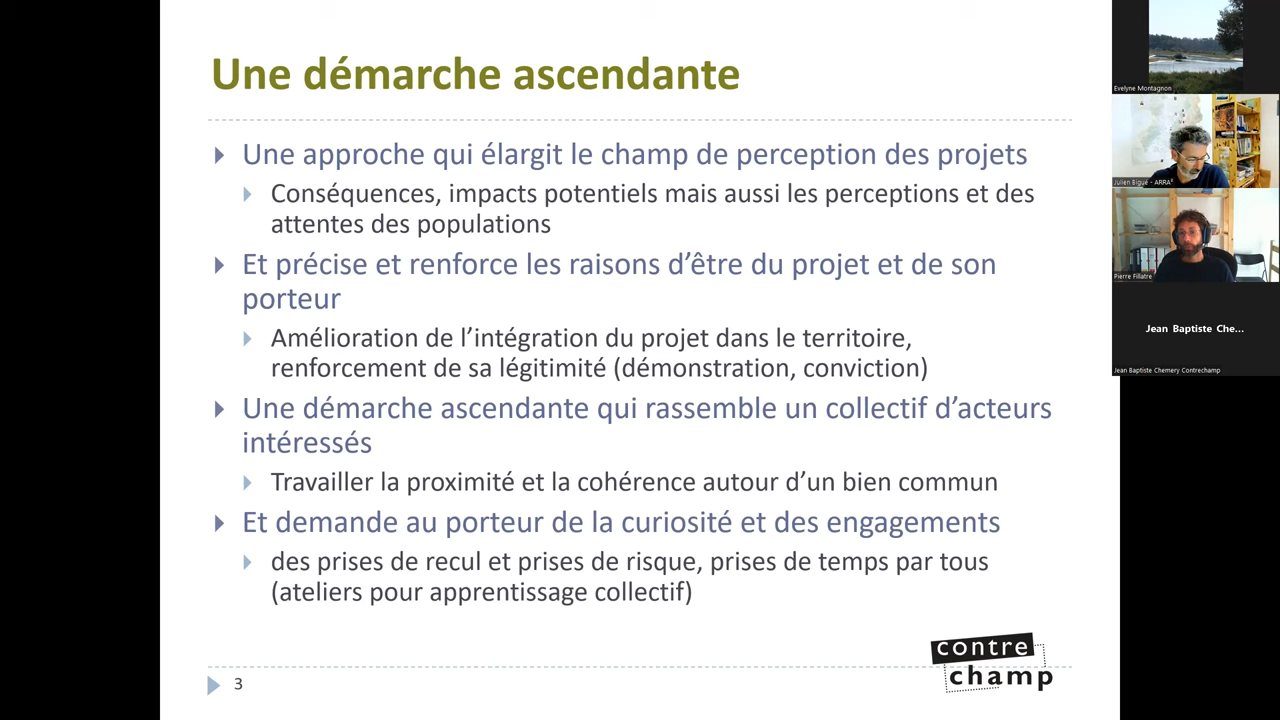 Une démarche ascendante
Une approche qui élargit le champ de perception des projets
Conséquences, impacts potentiels mais aussi les perceptions et des
attentes des populations
Et précise et renforce les raisons d’être du projet et de son
porteur
Amélioration de l’intégration du projet dans le territoire,
renforcement de sa légitimité (démonstration, conviction)
Une démarche ascendante qui rassemble un collectif d’acteurs
intéressés
Travailler la proximité et la cohérence autour d’un bien commun
Et demande au porteur de la curiosité et des engagements
des prises de recul et prises de risque, prises de temps par tous
(ateliers pour apprentissage collectif)
3
contre
champ
Evelyne Montagnon
Julien Bigué - ARRA²
Pierre Fillatre
Jean Baptiste Che...
Jean Baptiste Chemery Contrechamp